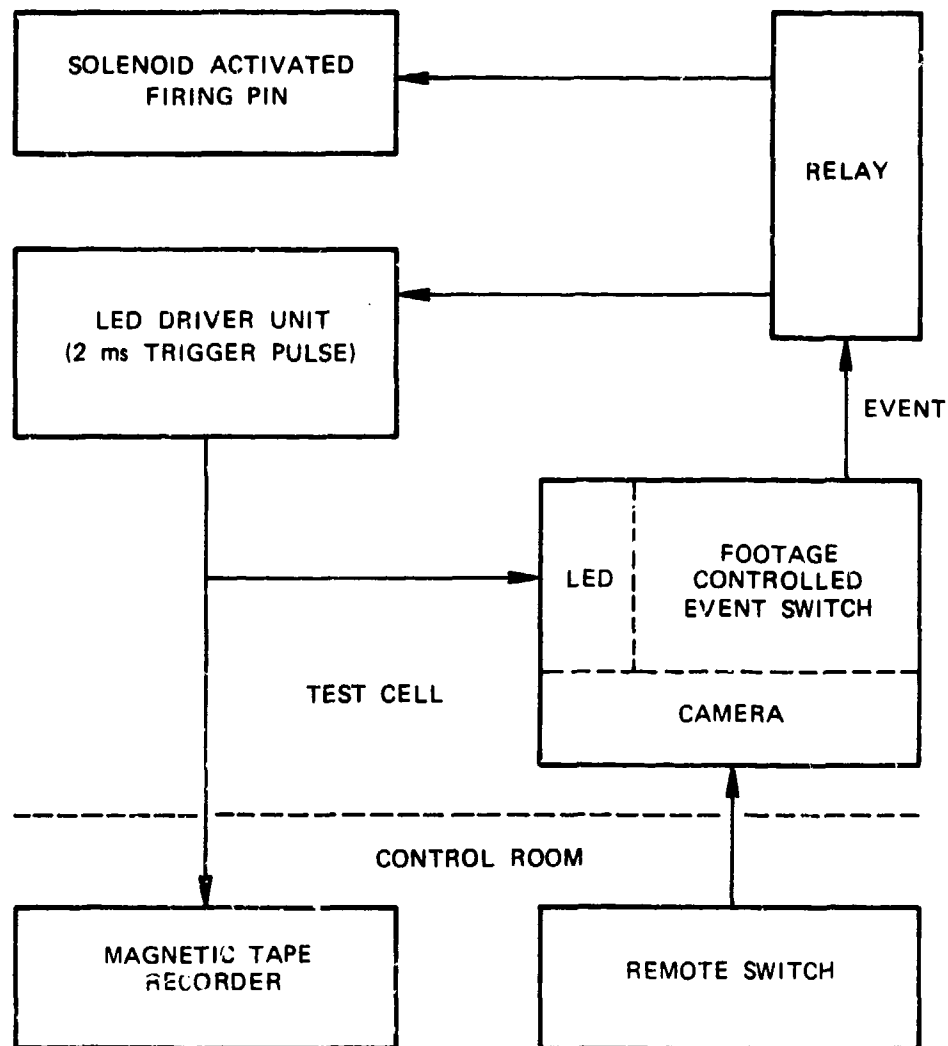 SOLENOID ACTIVATED
FIRING PIN
RELAY
LED DRIVER UNIT
(2 ms TRIGGER PULSE)
EVENT
LED
FOOTAGE
CONTROLLED
EVENT SWITCH
TEST CELL
CAMERA
CONTROL ROOM
MAGNETIC TAPE
RECORDER
REMOTE SWITCH